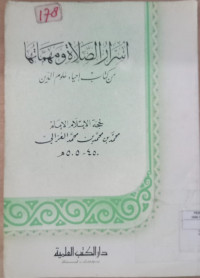 178
أسرار الصلاة ومهماتها
من كتاب إحياء علوم الدين
حجة الإسلام الإمام
محمد بن محمد بن محمد الغزالي
٤٥٠ - ٥٠٥ هـ
دار الكتب العلمية